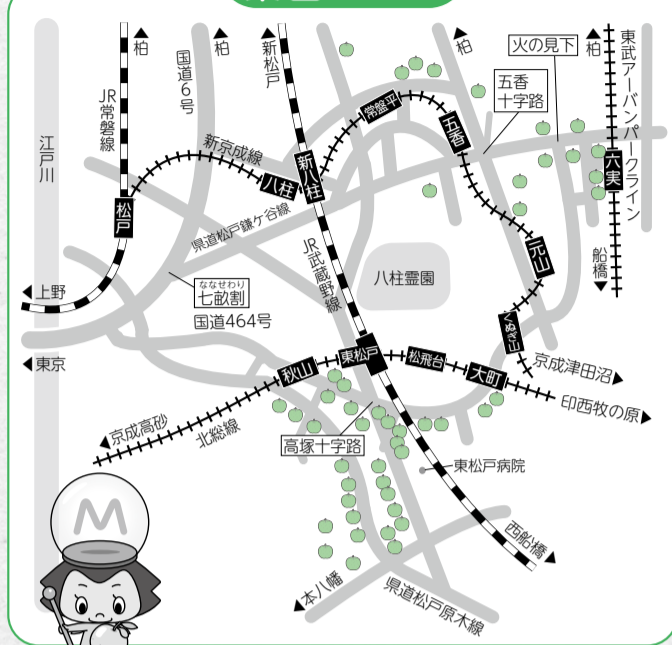 柏
柏
新松戸
柏
火の見下
柏
東武アーバンパークライン
国道6号
JR常磐線
江戸川
五香
十字路
常盤平
五香
新京成線
新八柱
八柱
六実
松戸
県道松戸鎌ケ谷線
JR武蔵野線
元山
船橋
八柱霊園
ななせわり
七畝割
上野
国道464号
くぬぎ山
東京
秋山
東松戸
松飛台
大町
京成津田沼
印西牧の原
京成高砂
北総線
高塚十字路
東松戸病院
西船橋
本八幡
県道松戸原木線
M